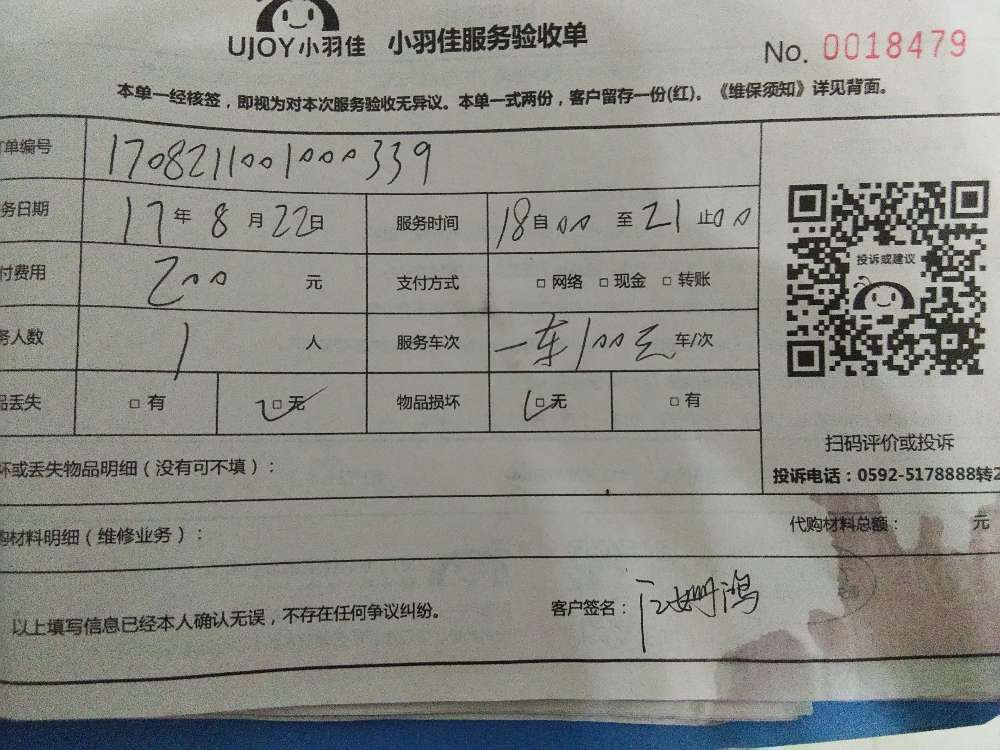 UJOY小羽佳 小羽佳服务验收单
No. 0018479
本单一经核签，即视为对本次服务验收无异议。本单一式两份，客户留存一份(红)。《维保须知》详见背面。
单编号 170821001000339
务日期 17年 8月22日 服务时间 18自00 至 21止00
付费用 200 元 支付方式 □ 网络 □ 现金 □ 转账
务人数 1 人 服务车次 一车100元 车/次
品丢失 □ 有 □ 无 物品损坏 □ 无 □ 有
投诉或建议
扫码评价或投诉
投诉电话：0592-5178888转2
坏或丢失物品明细（没有可不填）：
购材料明细（维修业务）： 代购材料总额： 元
以上填写信息已经本人确认无误，不存在任何争议纠纷。 客户签名：